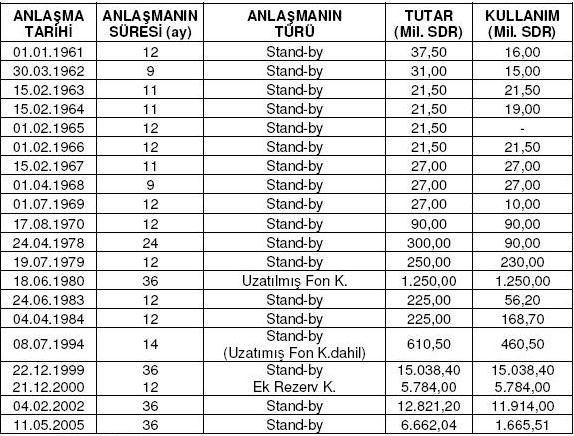 ANLAŞMA TARİHİ ANLAŞMANIN SÜRESİ (ay) ANLAŞMANIN TÜRÜ TUTAR (Mil. SDR) KULLANIM (Mil. SDR)
01.01.1961 12 Stand-by 37,50 16,00
30.03.1962 9 Stand-by 31,00 15,00
15.02.1963 11 Stand-by 21,50 21,50
15.02.1964 11 Stand-by 21,50 19,00
01.02.1965 12 Stand-by 21,50 -
01.02.1966 12 Stand-by 21,50 21,50
15.02.1967 11 Stand-by 27,00 27,00
01.04.1968 9 Stand-by 27,00 27,00
01.07.1969 12 Stand-by 27,00 10,00
17.08.1970 12 Stand-by 90,00 90,00
24.04.1978 24 Stand-by 300,00 90,00
19.07.1979 12 Stand-by 250,00 230,00
18.06.1980 36 Uzatılmış Fon K. 1.250,00 1.250,00
24.06.1983 12 Stand-by 225,00 56,20
04.04.1984 12 Stand-by 225,00 168,70
08.07.1994 14 Stand-by (Uzatımış Fon K.dahil) 610,50 460,50
22.12.1999 36 Stand-by 15.038,40 15.038,40
21.12.2000 12 Ek Rezerv K. 5.784,00 5.784,00
04.02.2002 36 Stand-by 12.821,20 11.914,00
11.05.2005 36 Stand-by 6.662,04 1.665,51